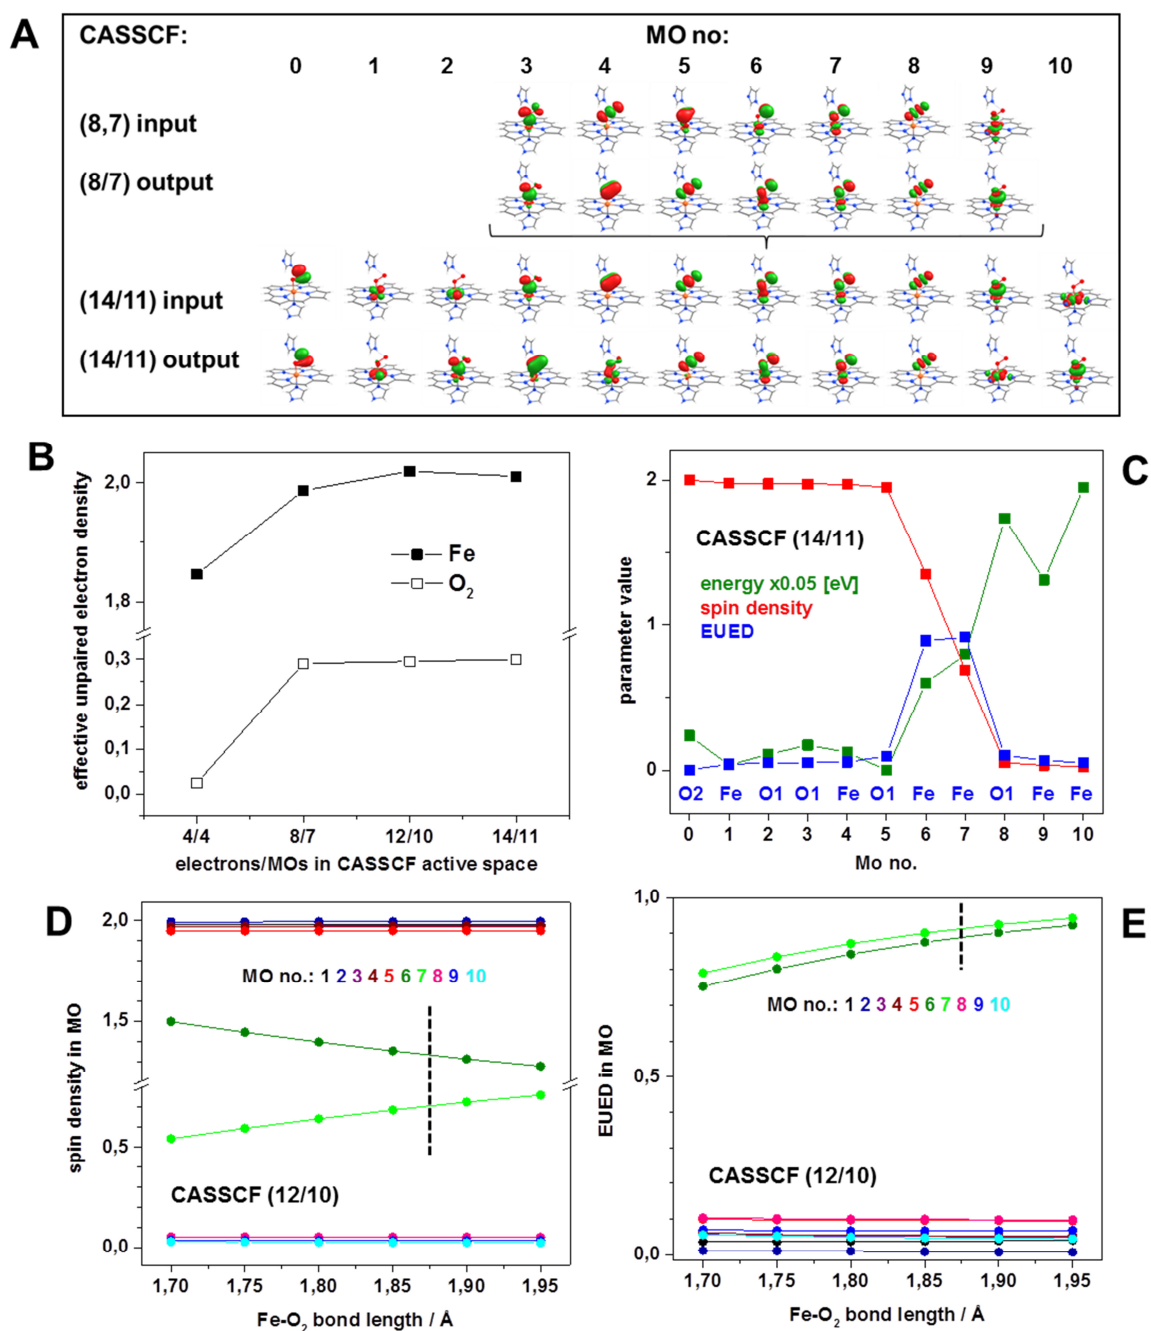 A
CASSCF: MO no:
0 1 2 3 4 5 6 7 8 9 10
(8,7) input
(8/7) output
(14/11) input
(14/11) output
B
effective unpaired electron density
2,0
1,8
0,3
0,2
0,1
0,0
Fe
O2
4/4 8/7 12/10 14/11
electrons/MOs in CASSCF active space
C
parameter value
2
1
0
CASSCF (14/11)
energy x0.05 [eV]
spin density
EUED
O2 Fe O1 O1 Fe O1 Fe Fe O1 Fe Fe
0 1 2 3 4 5 6 7 8 9 10
Mo no.
D
spin density in MO
2,0
1,5
0,5
0,0
MO no.: 1 2 3 4 5 6 7 8 9 10
CASSCF (12/10)
1,70 1,75 1,80 1,85 1,90 1,95
Fe-O2 bond length / Å
E
EUED in MO
1,0
0,5
0,0
MO no.: 1 2 3 4 5 6 7 8 9 10
CASSCF (12/10)
1,70 1,75 1,80 1,85 1,90 1,95
Fe-O2 bond length / Å